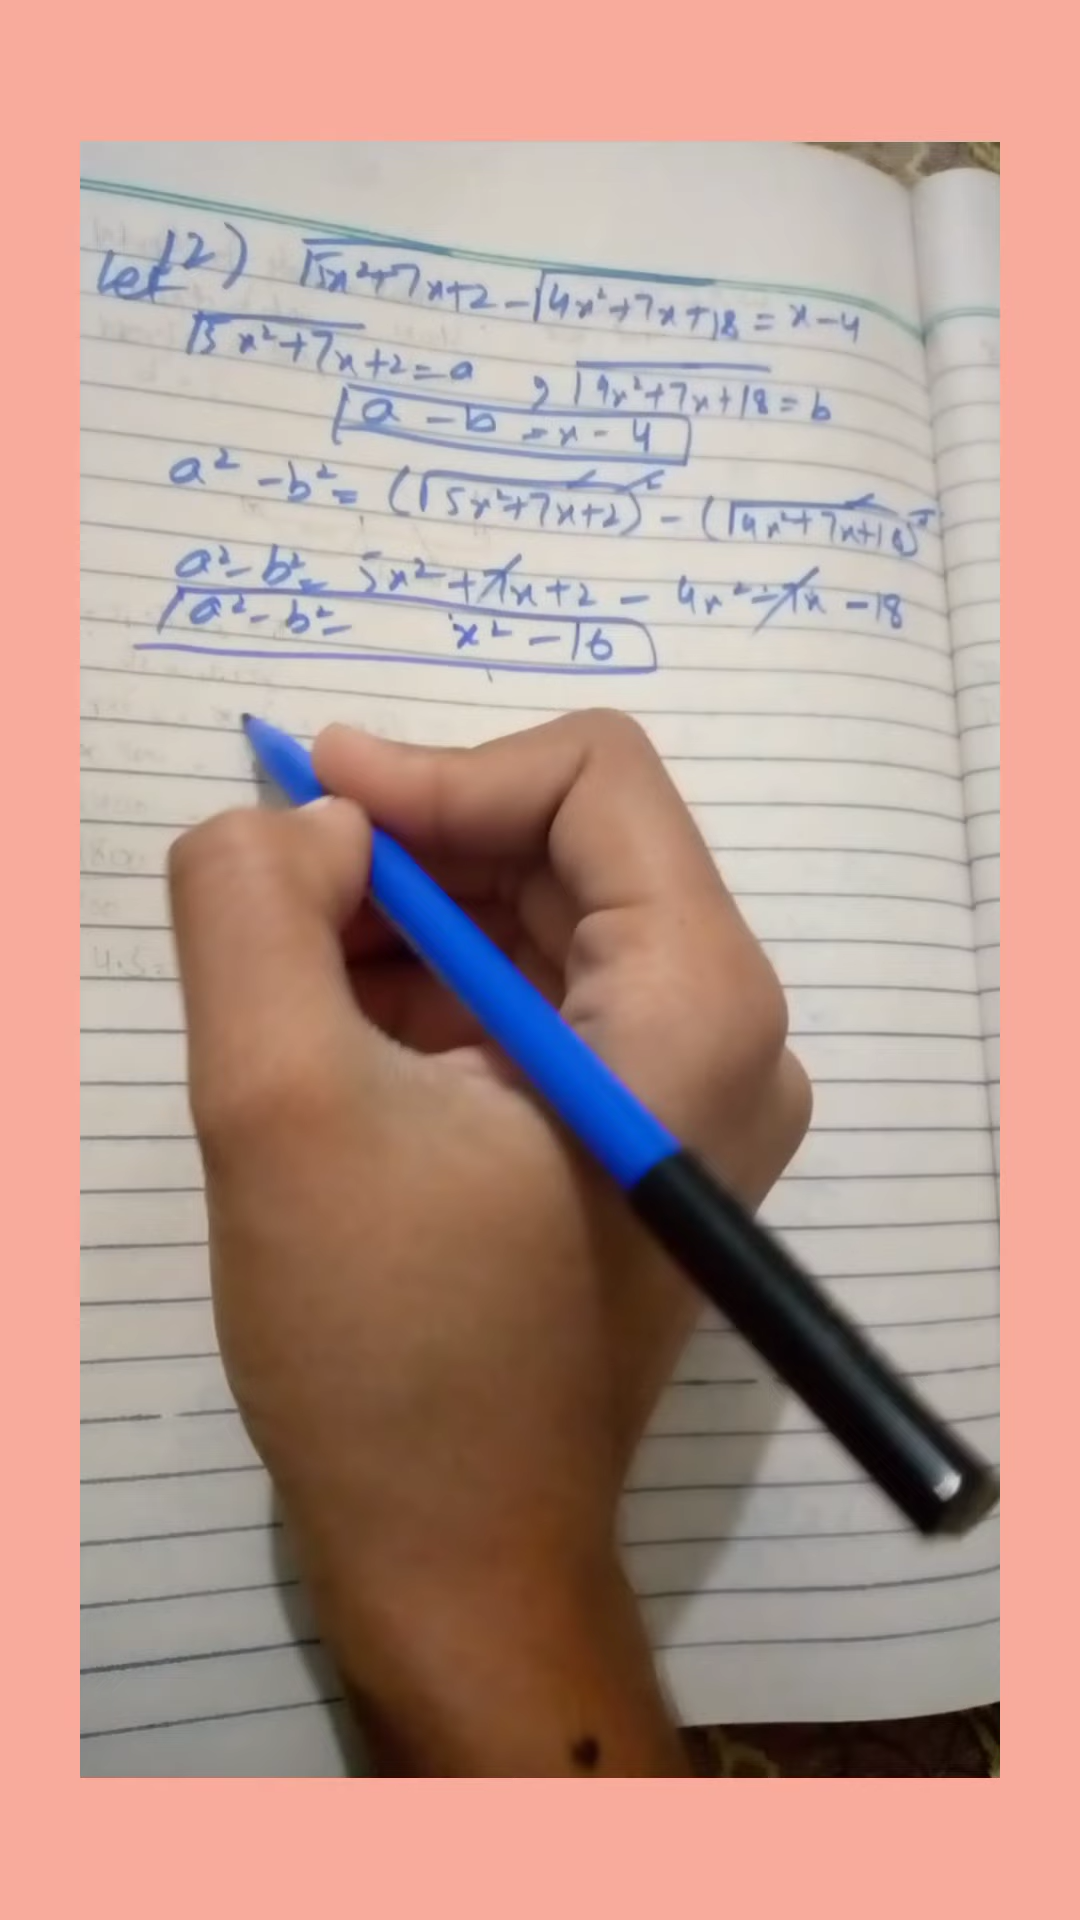 12) √5x²+7x+2 - √4x²+7x+18 = x-4
Let
√5x²+7x+2 = a , √4x²+7x+18 = b
a - b = x - 4
a² - b² = (√5x²+7x+2)² - (√4x²+7x+18)²
a² - b² = 5x² + 7x + 2 - 4x² - 7x - 18
a² - b² = x² - 16